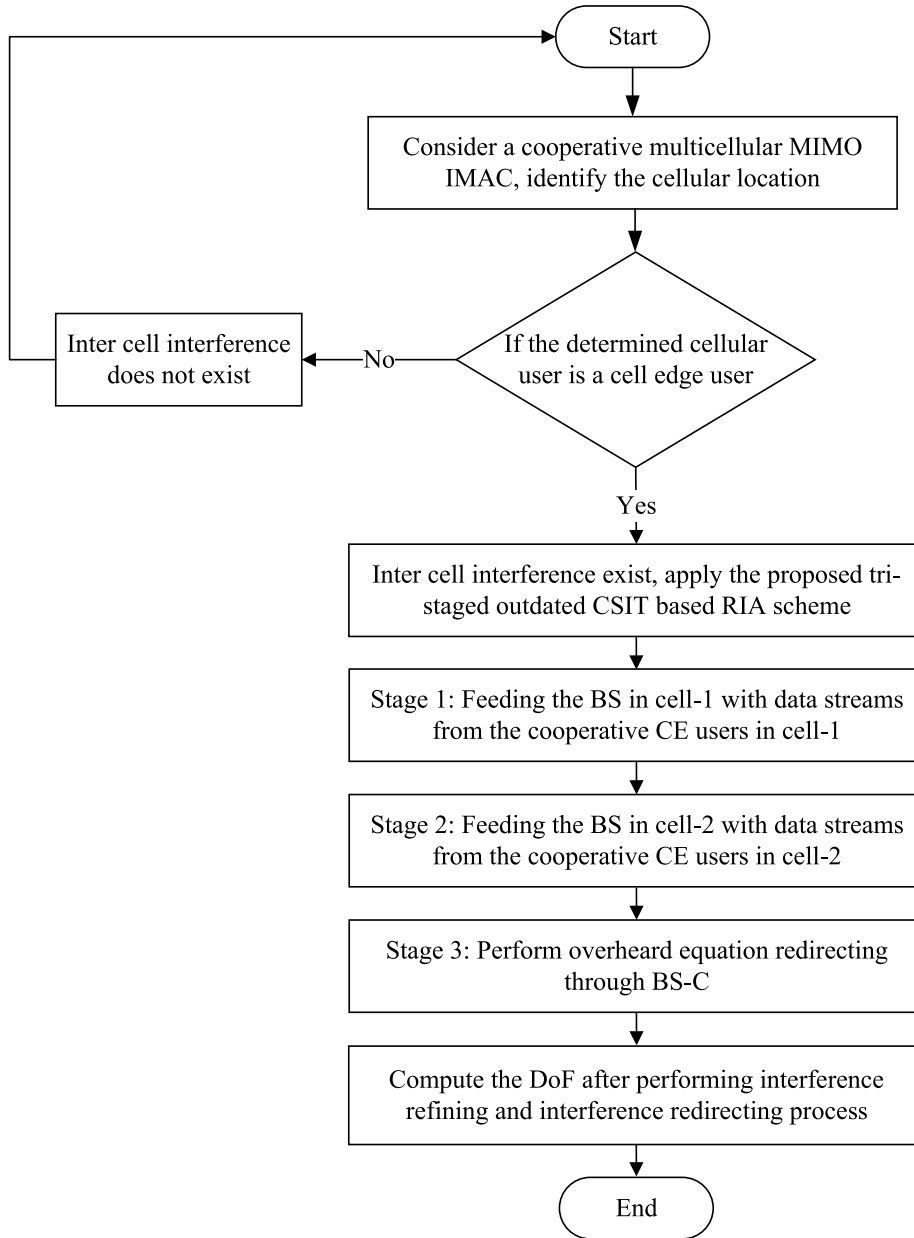 Start
Consider a cooperative multicellular MIMO
IMAC, identify the cellular location
If the determined cellular
user is a cell edge user
No
Inter cell interference
does not exist
Yes
Inter cell interference exist, apply the proposed tri-
staged outdated CSIT based RIA scheme
Stage 1: Feeding the BS in cell-1 with data streams
from the cooperative CE users in cell-1
Stage 2: Feeding the BS in cell-2 with data streams
from the cooperative CE users in cell-2
Stage 3: Perform overheard equation redirecting
through BS-C
Compute the DoF after performing interference
refining and interference redirecting process
End